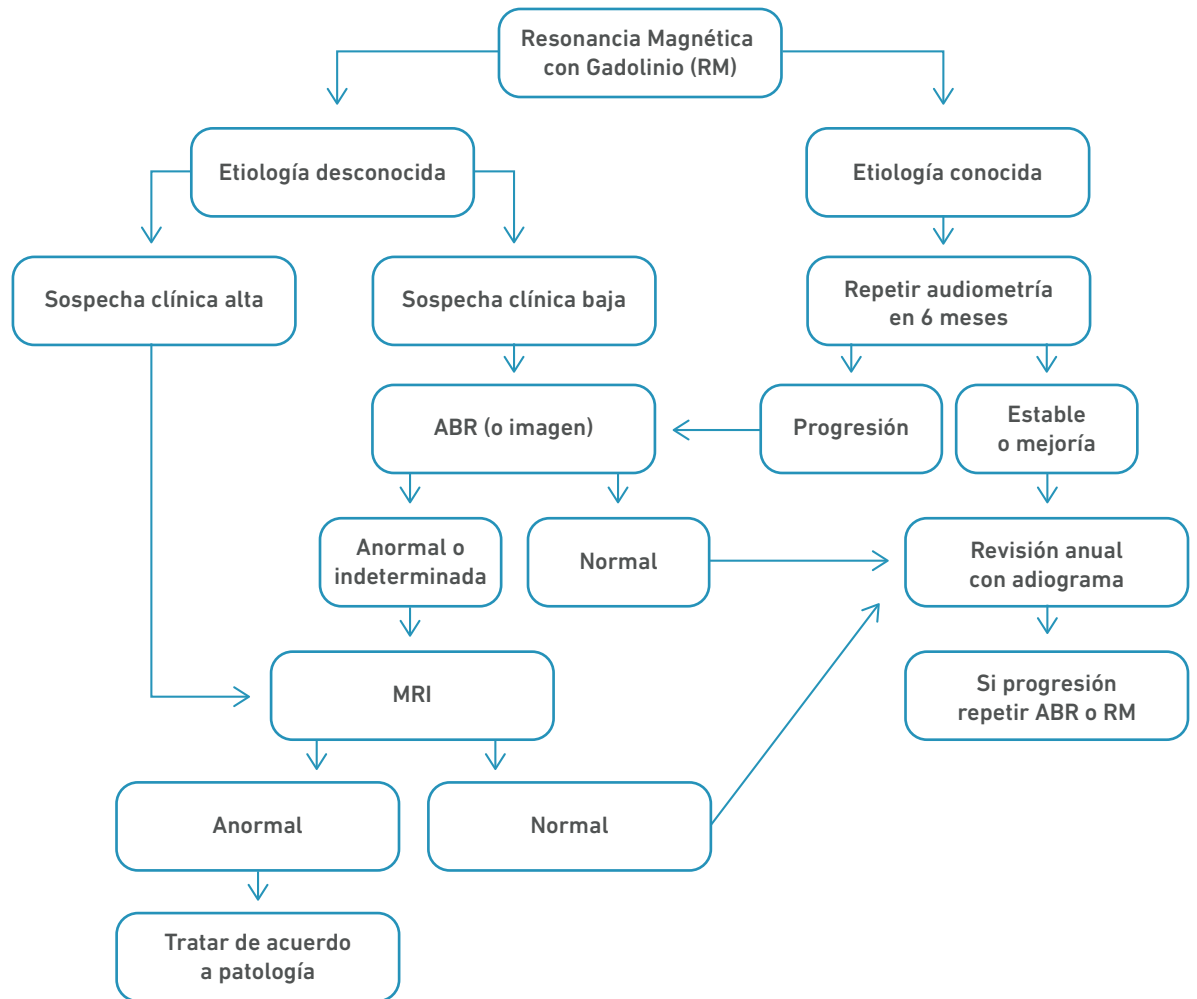 Resonancia Magnética
con Gadolinio (RM)
Etiología desconocida
Etiología conocida
Sospecha clínica alta
Sospecha clínica baja
Repetir audiometría
en 6 meses
ABR (o imagen)
Progresión
Estable
o mejoría
Anormal o
indeterminada
Normal
Revisión anual
con adiograma
MRI
Si progresión
repetir ABR o RM
Anormal
Normal
Tratar de acuerdo
a patología